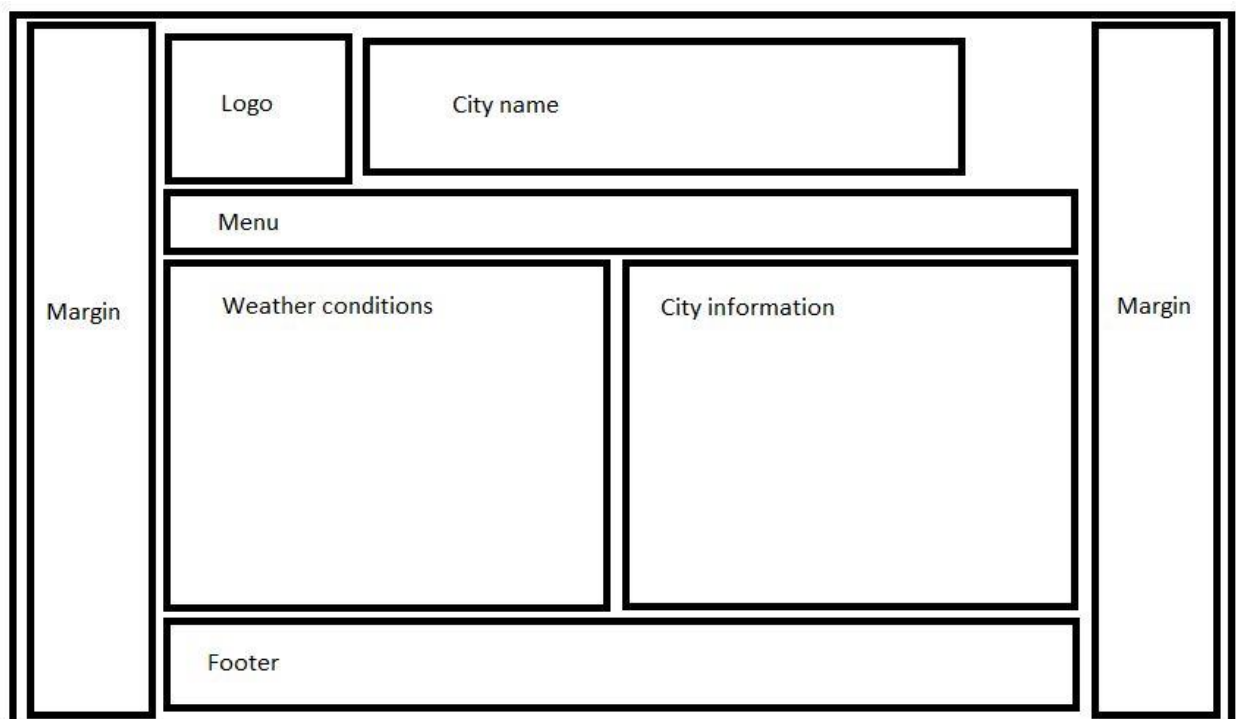 Logo
City name
Menu
Margin
Weather conditions
City information
Margin
Footer